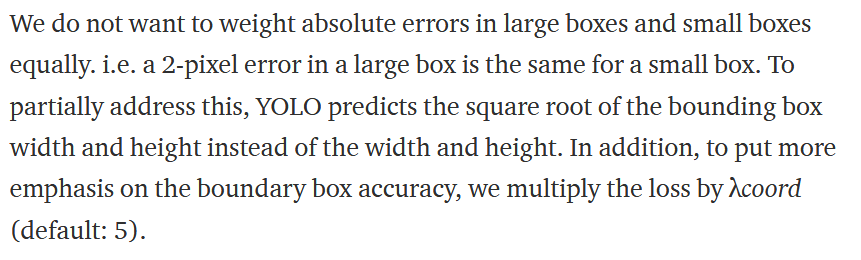 We do not want to weight absolute errors in large boxes and small boxes
equally. i.e. a 2-pixel error in a large box is the same for a small box. To
partially address this, YOLO predicts the square root of the bounding box
width and height instead of the width and height. In addition, to put more
emphasis on the boundary box accuracy, we multiply the loss by λcoord
(default: 5).